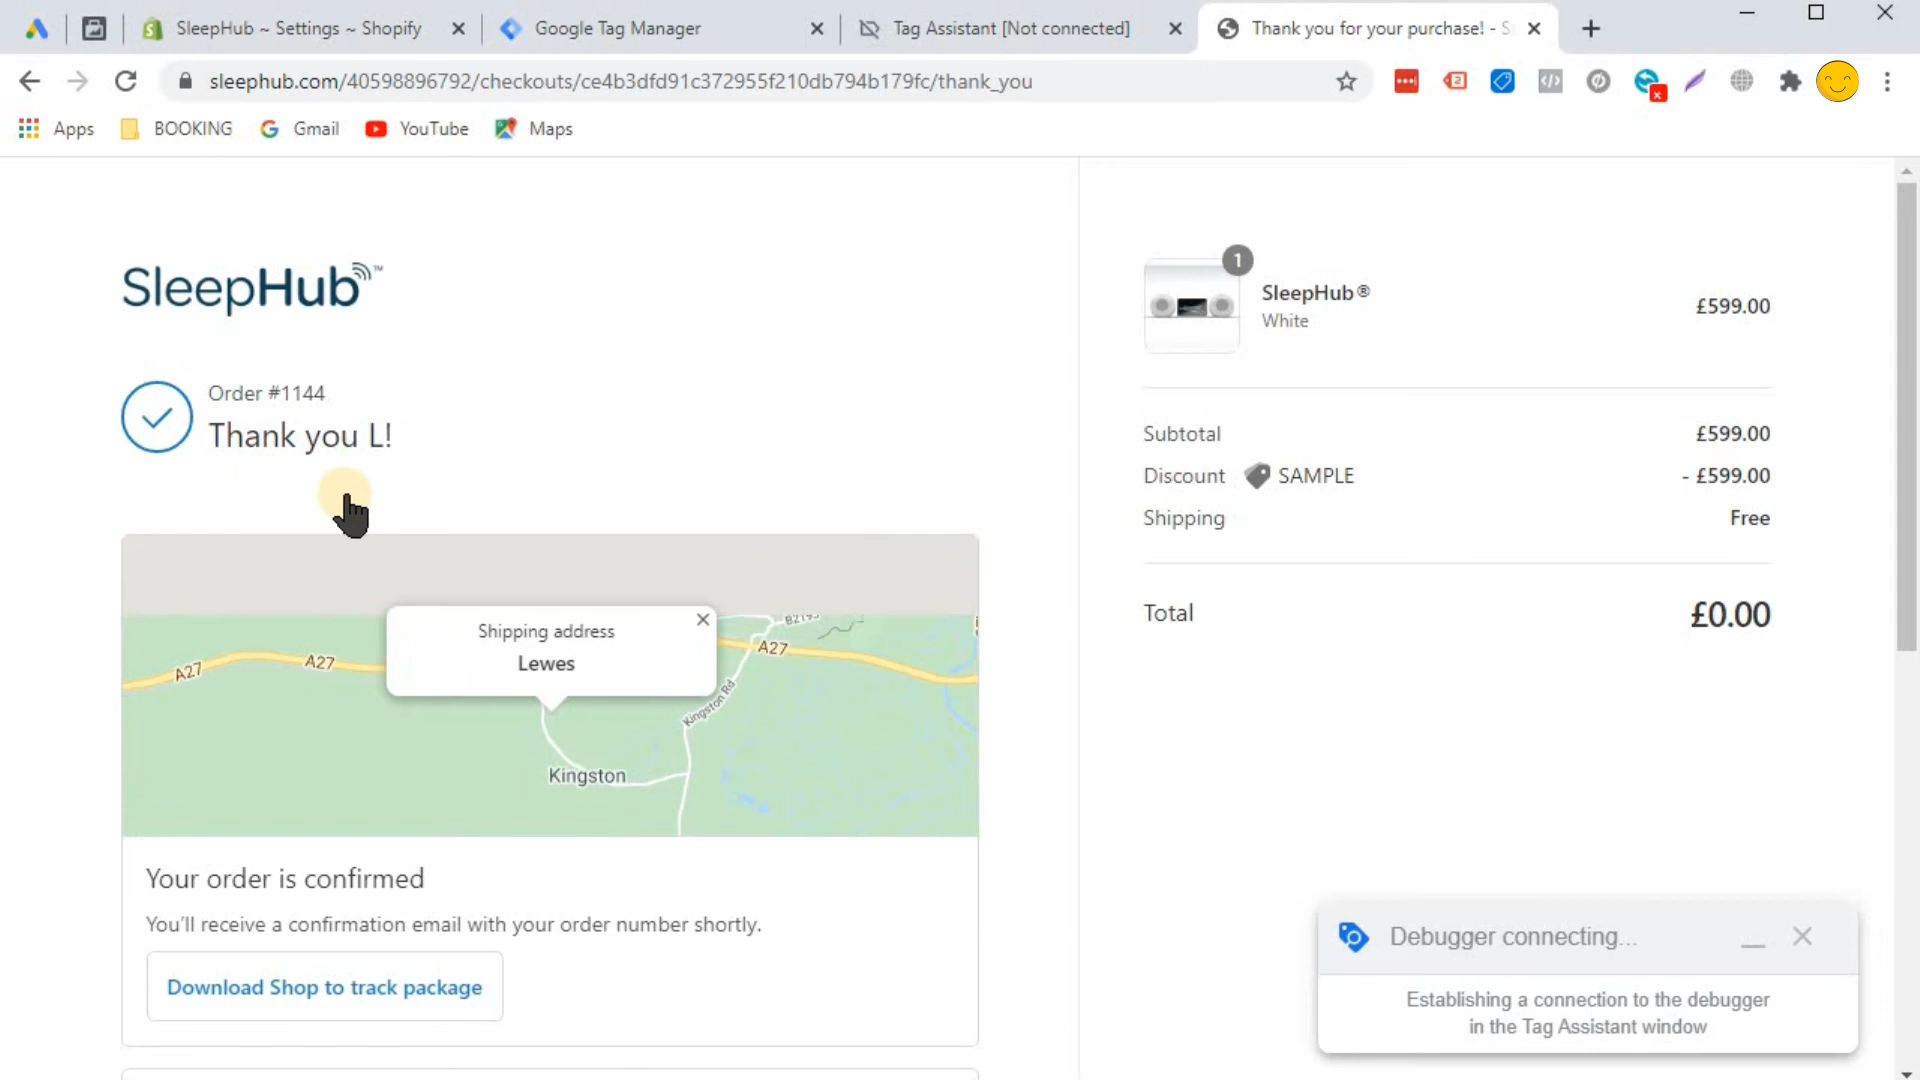 SleepHub ~ Settings ~ Shopify
Google Tag Manager
Tag Assistant [Not connected]
Thank you for your purchase! - S
sleephub.com/40598896792/checkouts/ce4b3dfd91c372955f210db794b179fc/thank_you
Apps
BOOKING
Gmail
YouTube
Maps
SleepHub™
Order #1144
Thank you L!
Shipping address
Lewes
A27
A27
A27
Kingston Rd
Kingston
Your order is confirmed
You'll receive a confirmation email with your order number shortly.
Download Shop to track package
1
SleepHub®
White
£599.00
Subtotal £599.00
Discount SAMPLE - £599.00
Shipping Free
Total £0.00
Debugger connecting...
Establishing a connection to the debugger
in the Tag Assistant window